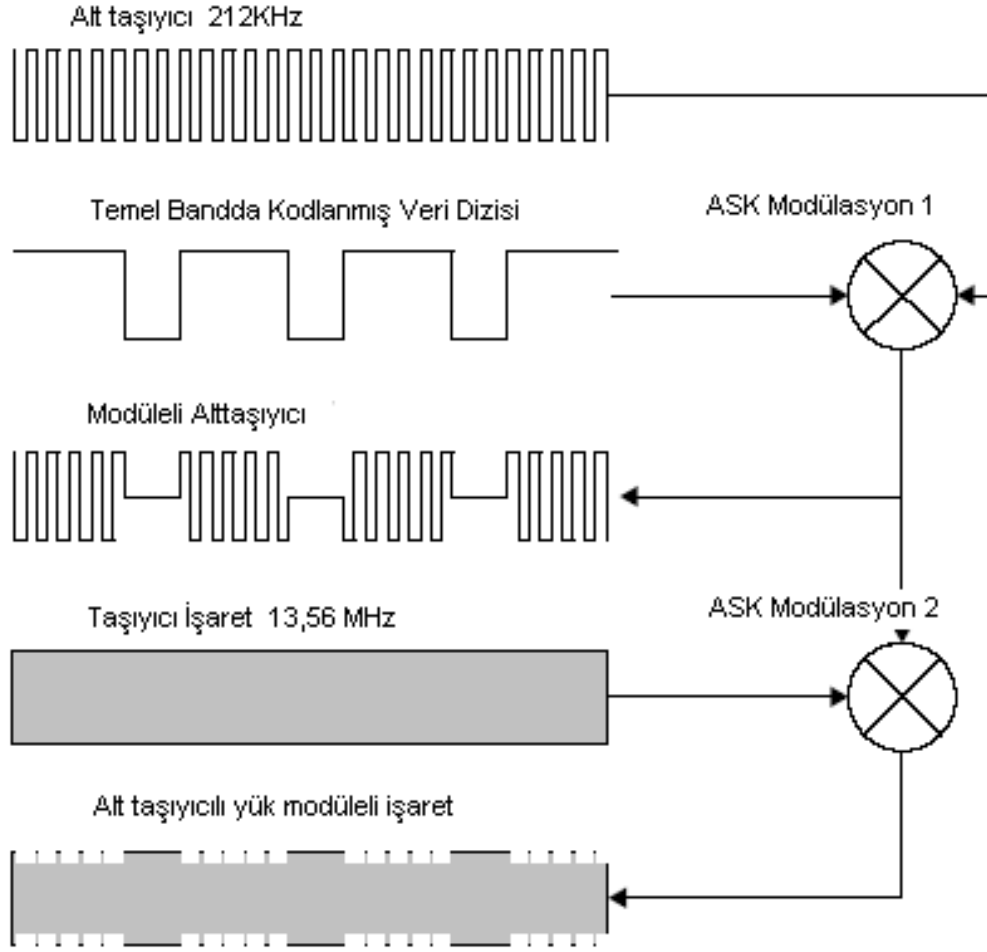 Alt taşıyıcı 212KHz
Temel Bandda Kodlanmış Veri Dizisi
ASK Modülasyon 1
Modüleli Alttaşıyıcı
Taşıyıcı İşaret 13,56 MHz
ASK Modülasyon 2
Alt taşıyıcılı yük modüleli işaret